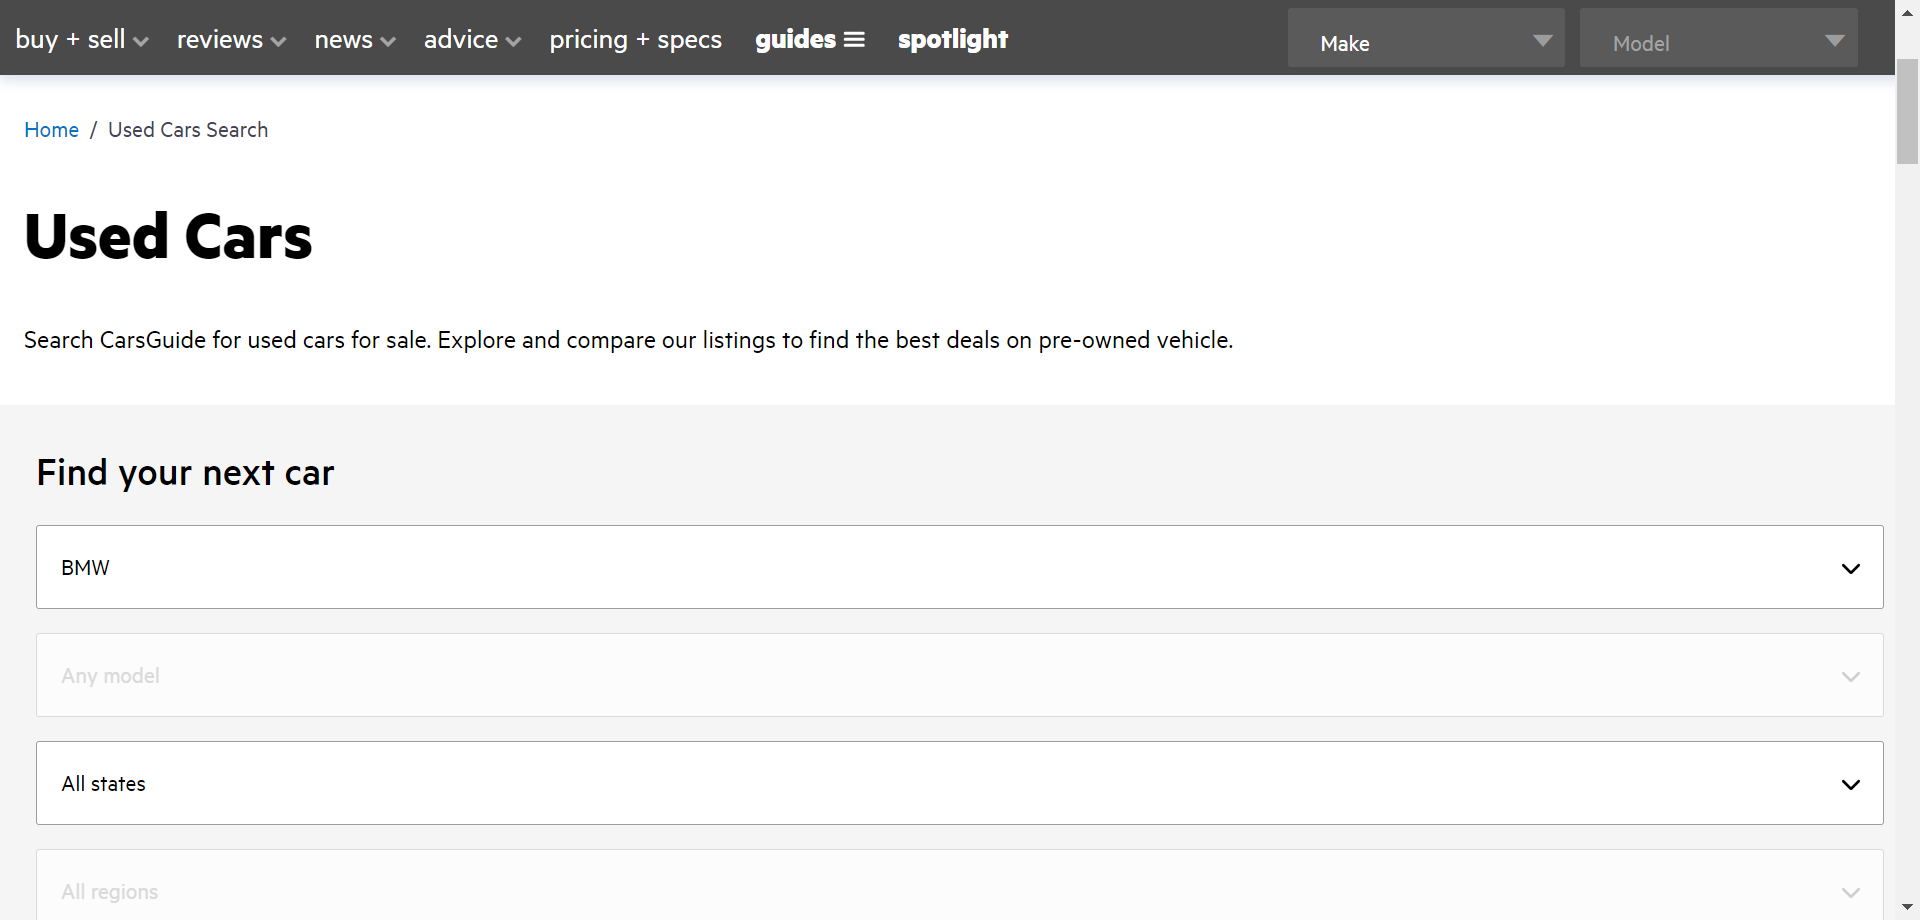 buy + sell reviews news advice pricing + specs guides spotlight Make Model
Home / Used Cars Search
Used Cars
Search CarsGuide for used cars for sale. Explore and compare our listings to find the best deals on pre-owned vehicle.
Find your next car
BMW
Any model
All states
All regions